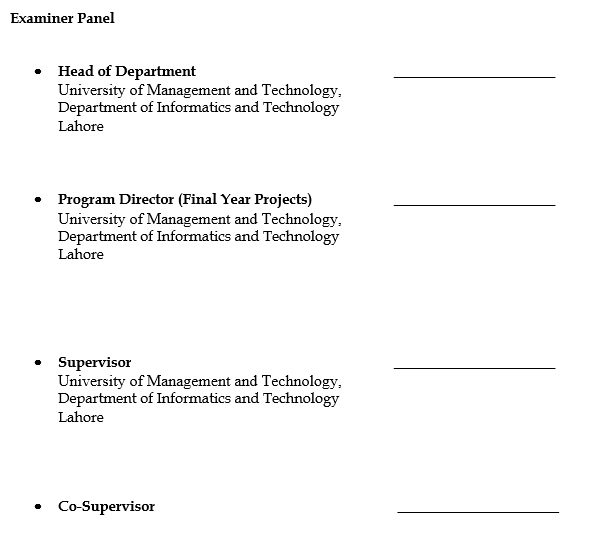 Examiner Panel
• Head of Department
University of Management and Technology,
Department of Informatics and Technology
Lahore
• Program Director (Final Year Projects)
University of Management and Technology,
Department of Informatics and Technology
Lahore
• Supervisor
University of Management and Technology,
Department of Informatics and Technology
Lahore
• Co-Supervisor